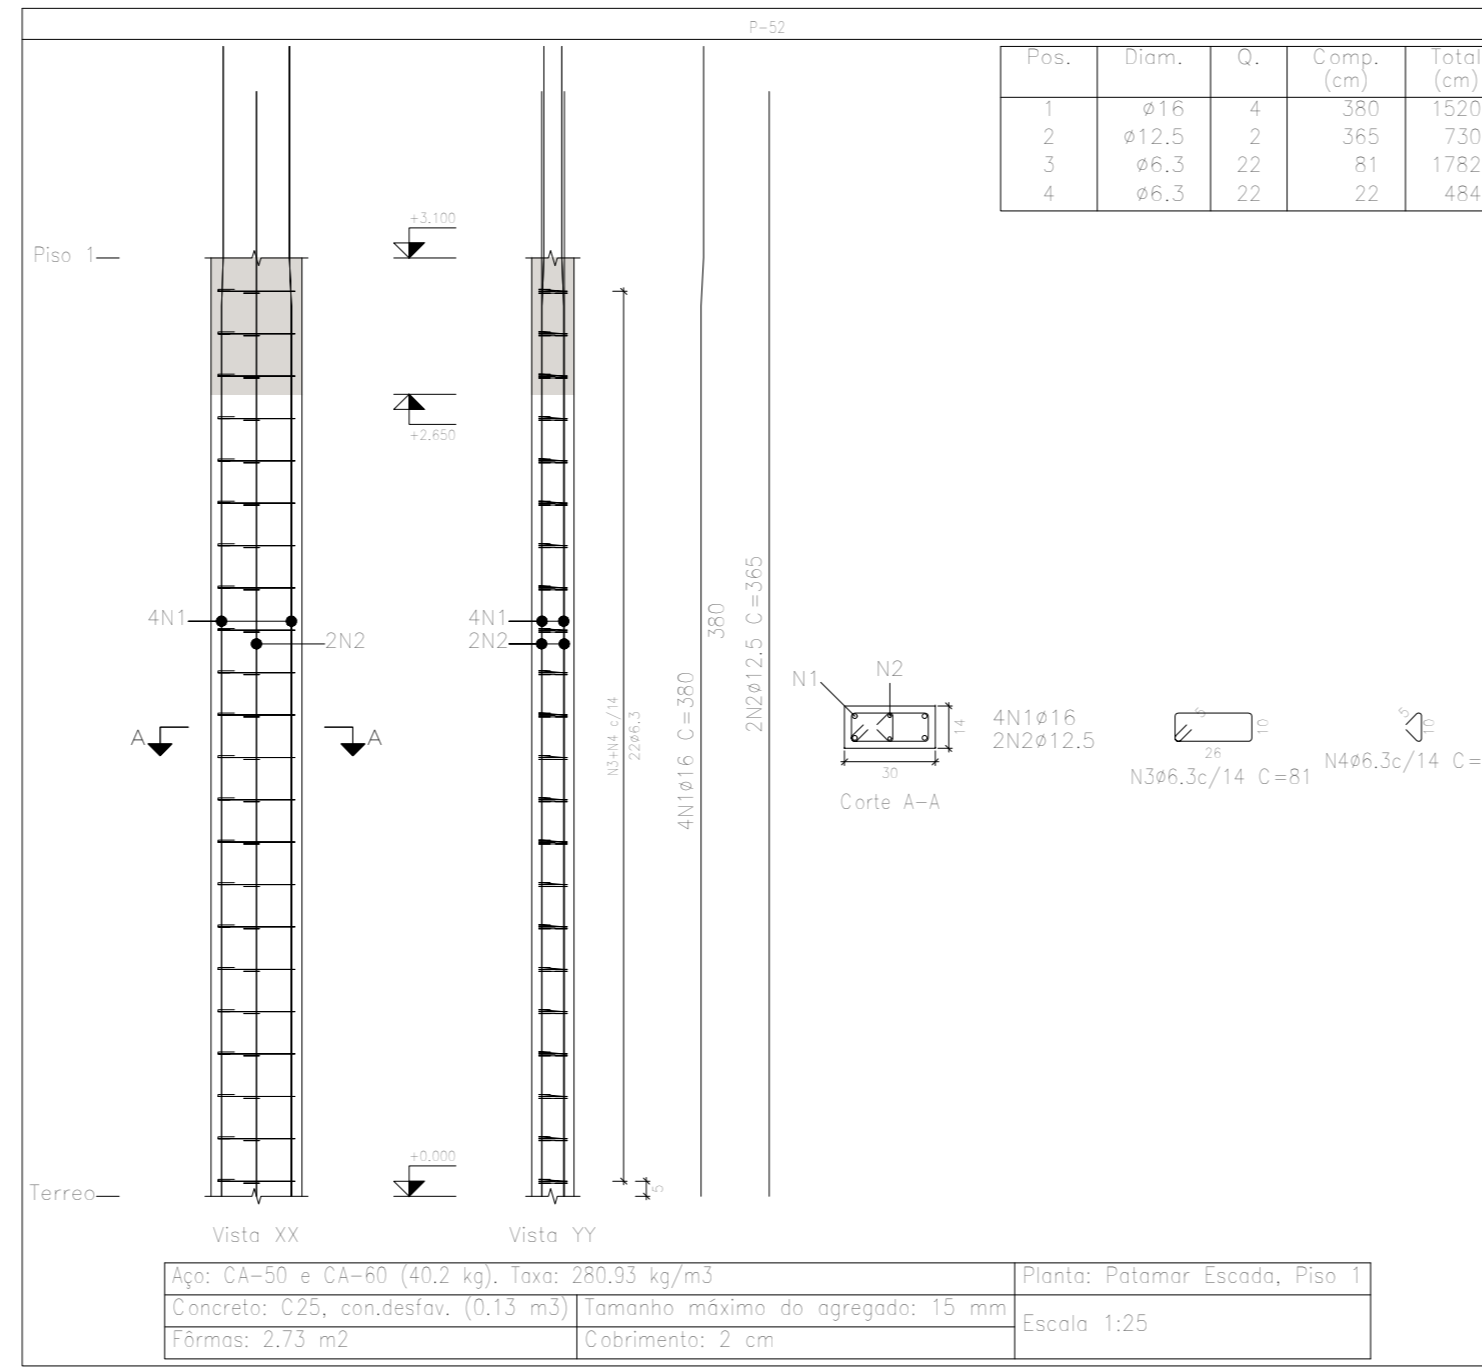 P-52
Pos. Diam. Q. Comp. (cm) Total (cm)
1 ø16 4 380 1520
2 ø12.5 2 365 730
3 ø6.3 22 81 1782
4 ø6.3 22 22 484
+3.100
Piso 1
+2.650
4N1
2N2
4N1
2N2
N3+N4 c/14
22ø6.3
4N1ø16 C=380
380
2N2ø12.5 C=365
A
A
N1
N2
14
30
Corte A-A
4N1ø16
2N2ø12.5
5
10
26
N3ø6.3c/14 C=81
5
10
N4ø6.3c/14 C=
+0.000
5
Terreo
Vista XX
Vista YY
Aço: CA-50 e CA-60 (40.2 kg). Taxa: 280.93 kg/m3
Planta: Patamar Escada, Piso 1
Concreto: C25, con.desfav. (0.13 m3)
Tamanho máximo do agregado: 15 mm
Escala 1:25
Fôrmas: 2.73 m2
Cobrimento: 2 cm